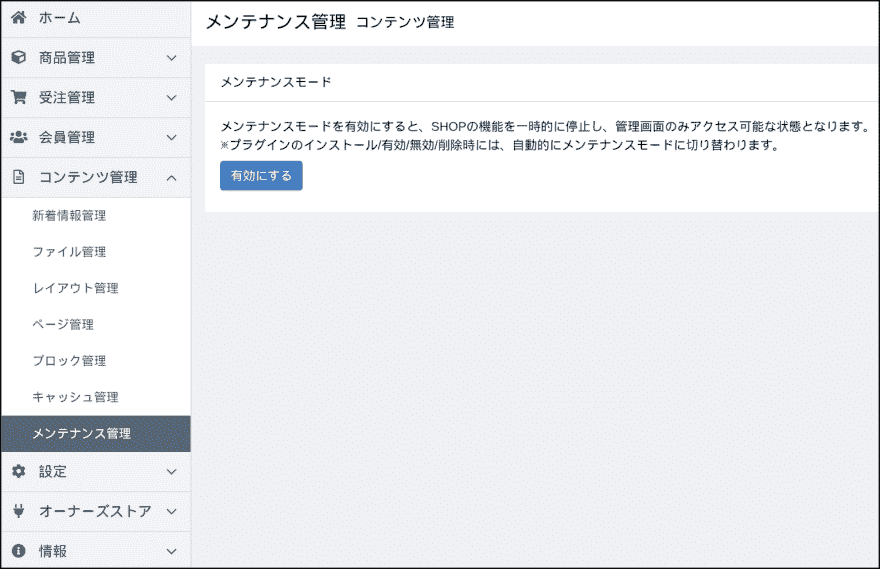 ホーム
商品管理
受注管理
会員管理
コンテンツ管理
新着情報管理
ファイル管理
レイアウト管理
ページ管理
ブロック管理
キャッシュ管理
メンテナンス管理
設定
オーナーズストア
情報
メンテナンス管理 コンテンツ管理
メンテナンスモード
メンテナンスモードを有効にすると、SHOPの機能を一時的に停止し、管理画面のみアクセス可能な状態となります。
※プラグインのインストール/有効/無効/削除時には、自動的にメンテナンスモードに切り替わります。
有効にする